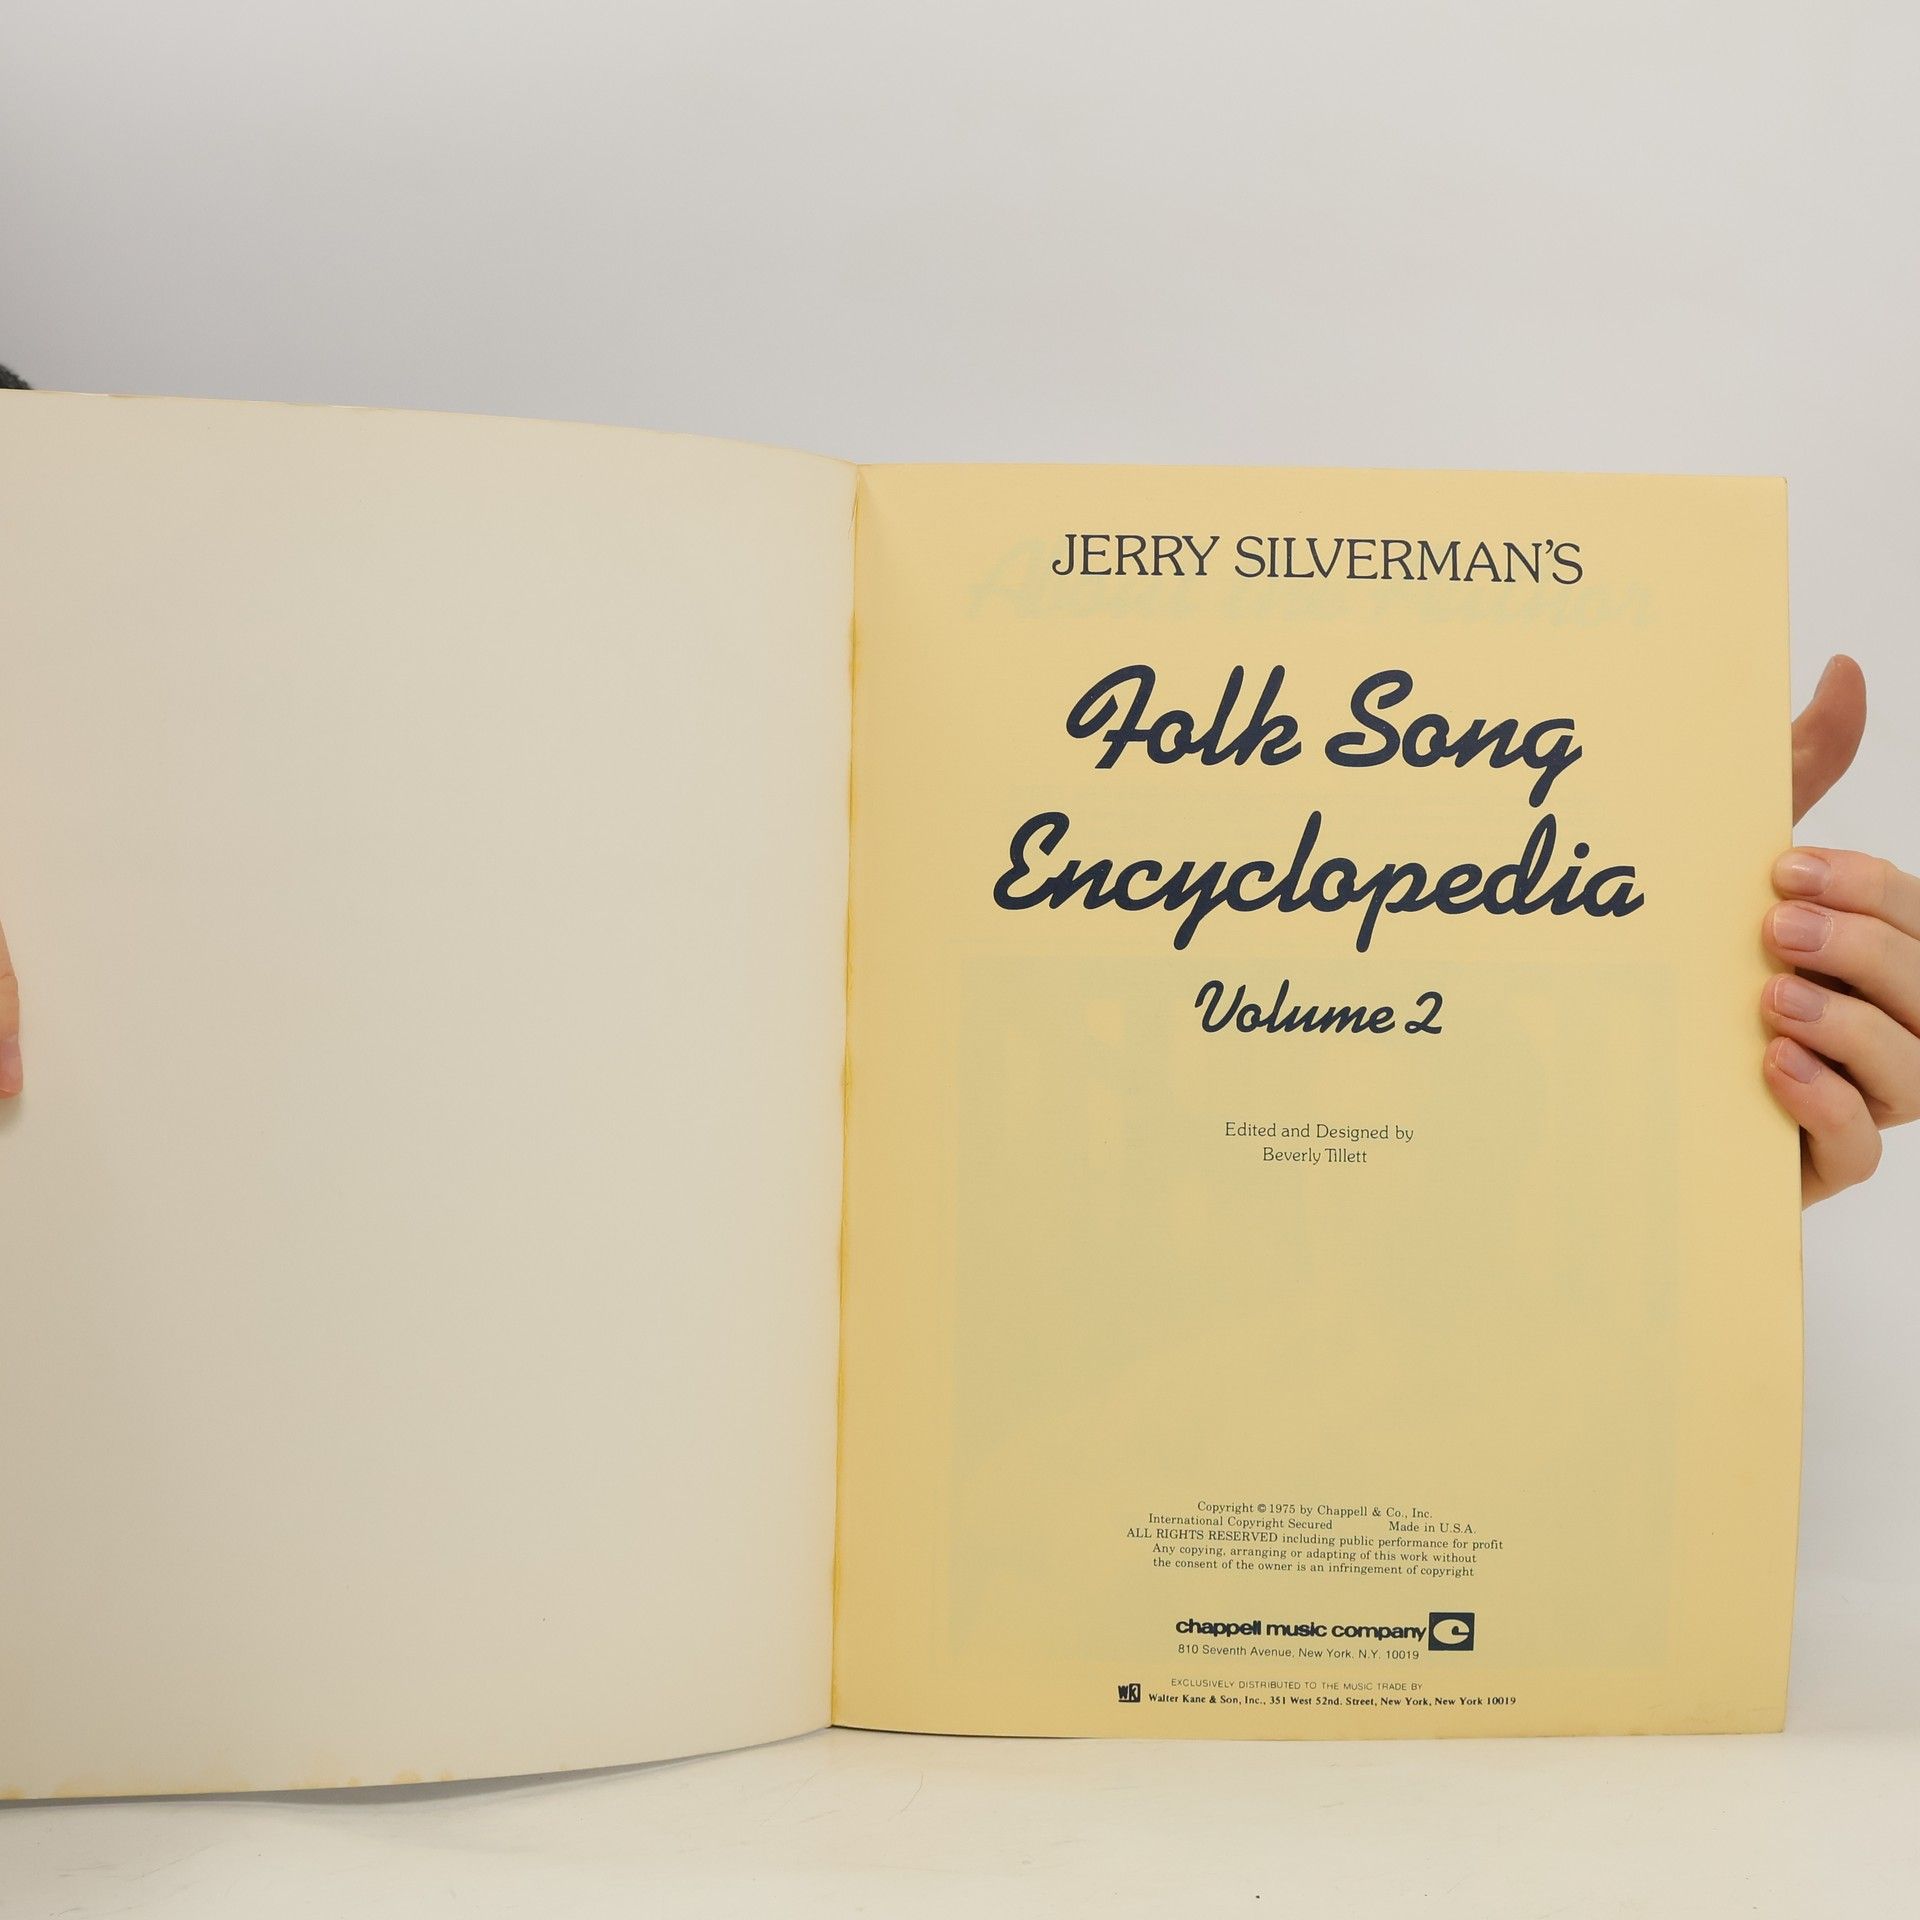 JERRY SILVERMAN'S
Folk Song
Encyclopedia
Volume 2
Edited and Designed by
Beverly Tillett
Copyright © 1975 by Chappell & Co., Inc.
International Copyright Secured Made in U.S.A.
ALL RIGHTS RESERVED including public performance for profit
Any copying, arranging or adapting of this work without
the consent of the owner is an infringement of copyright
chappell music company
810 Seventh Avenue, New York. N.Y. 10019
EXCLUSIVELY DISTRIBUTED TO THE MUSIC TRADE BY
WK Walter Kane & Son, Inc., 351 West 52nd. Street, New York, New York 10019